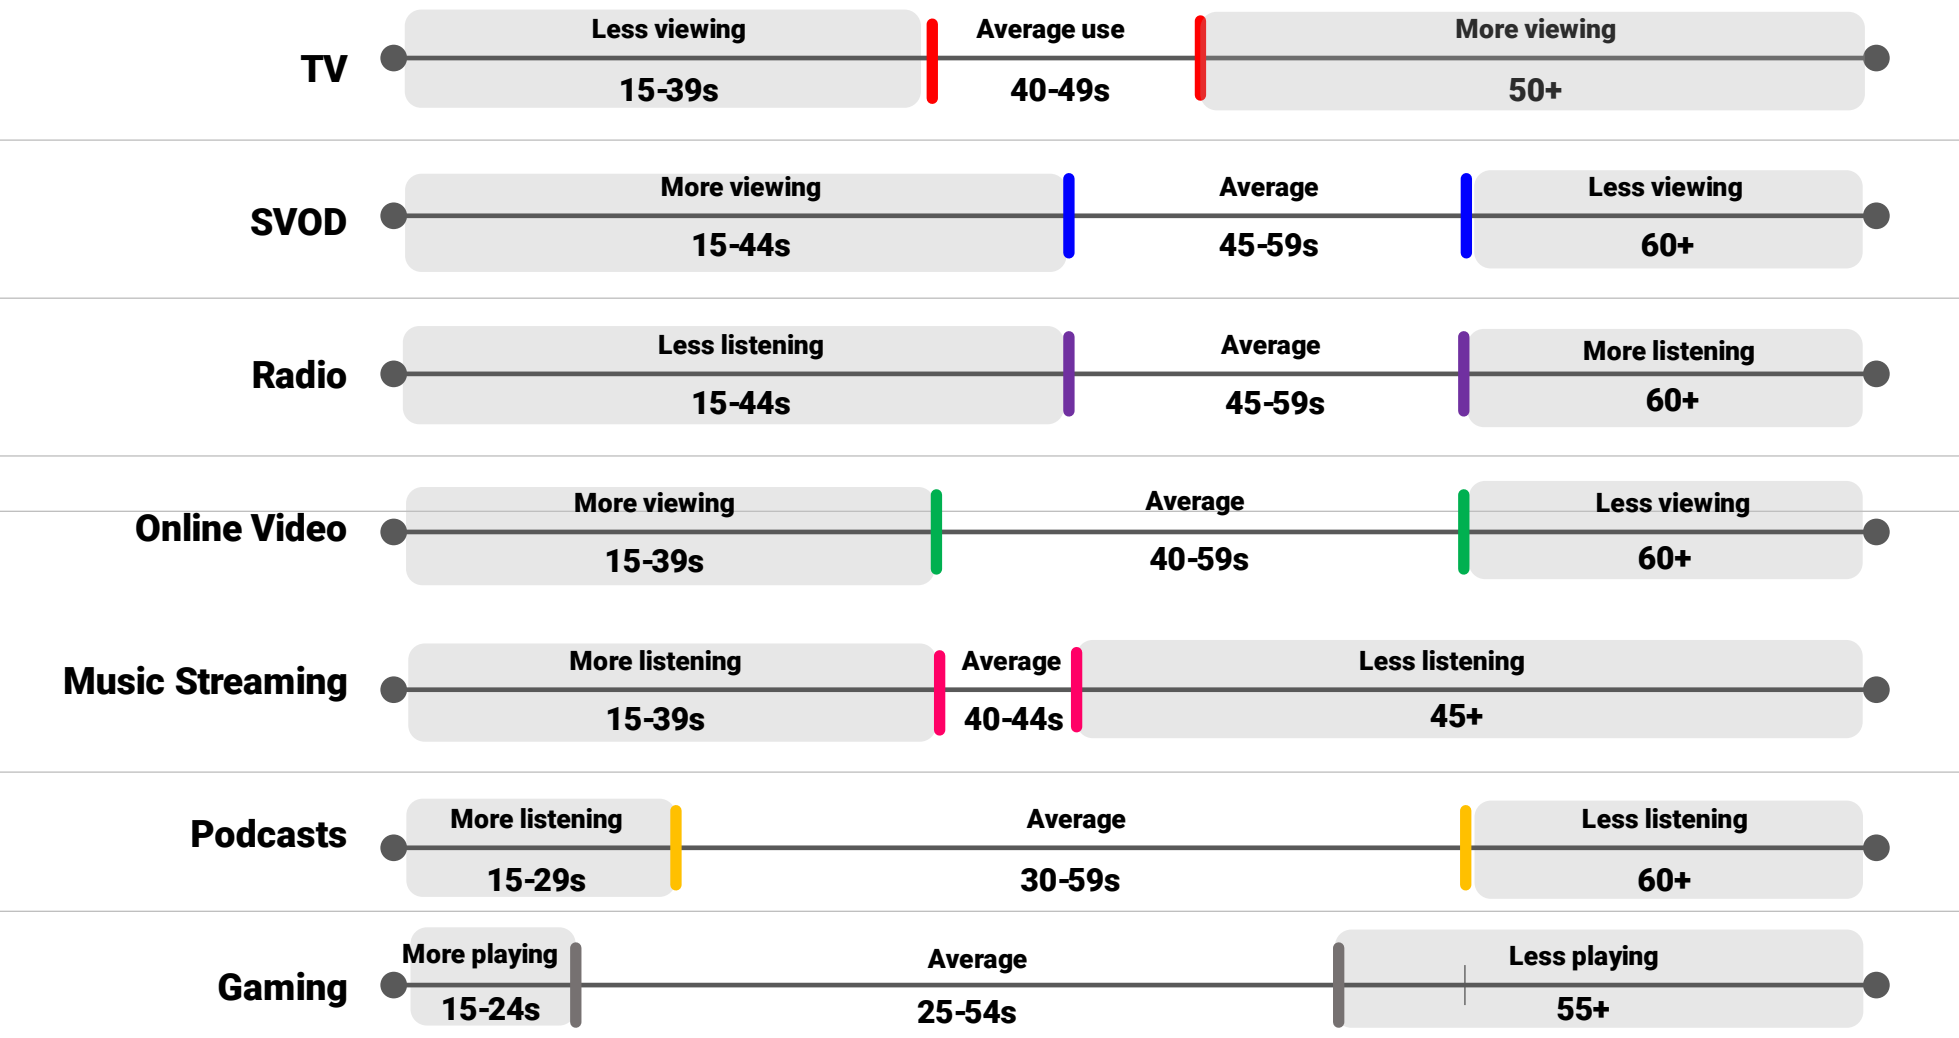 TV
Less viewing
15-39s
Average use
40-49s
More viewing
50+
SVOD
More viewing
15-44s
Average
45-59s
Less viewing
60+
Radio
Less listening
15-44s
Average
45-59s
More listening
60+
Online Video
More viewing
15-39s
Average
40-59s
Less viewing
60+
Music Streaming
More listening
15-39s
Average
40-44s
Less listening
45+
Podcasts
More listening
15-29s
Average
30-59s
Less listening
60+
Gaming
More playing
15-24s
Average
25-54s
Less playing
55+